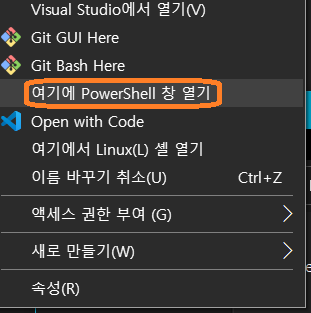 Visual Studio에서 열기(V)
Git GUI Here
Git Bash Here
여기에 PowerShell 창 열기
Open with Code
여기에서 Linux(L) 셸 열기
이름 바꾸기 취소(U) Ctrl+Z
액세스 권한 부여 (G)
새로 만들기(W)
속성(R)